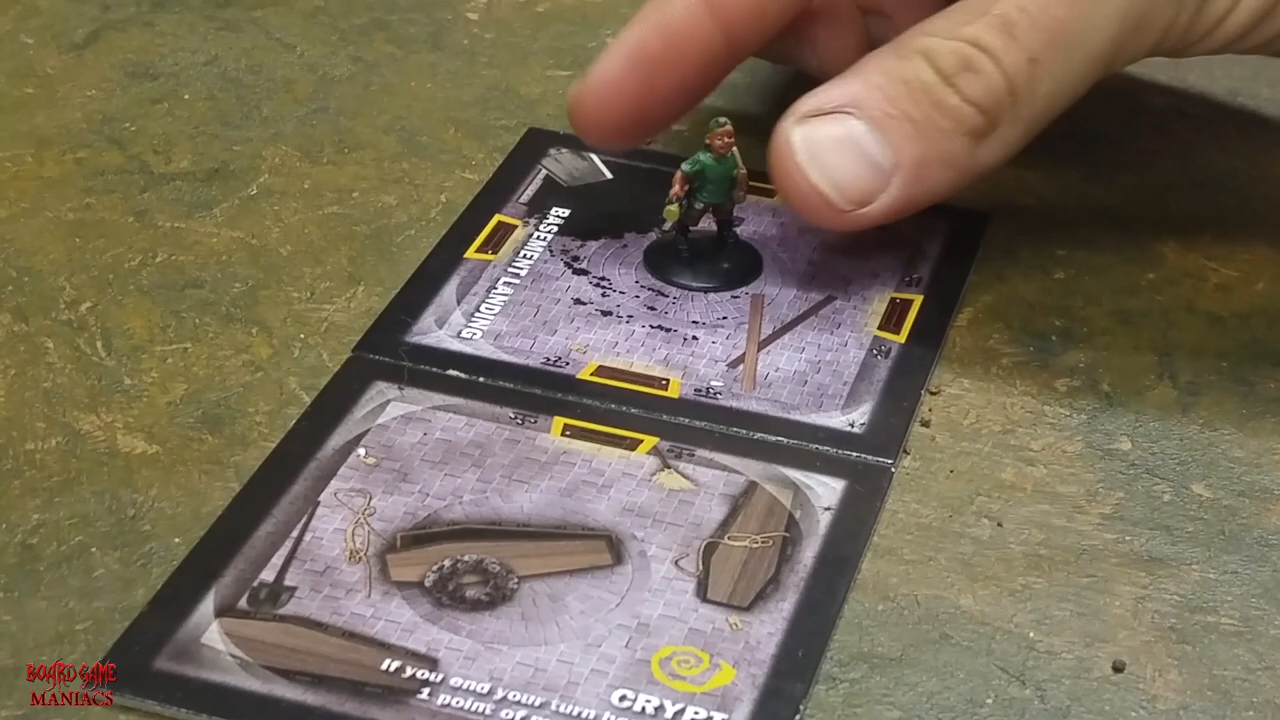 BASEMENT LANDING
If you end your turn
1 point of
CRYPT
BOARD GAME
MANIACS